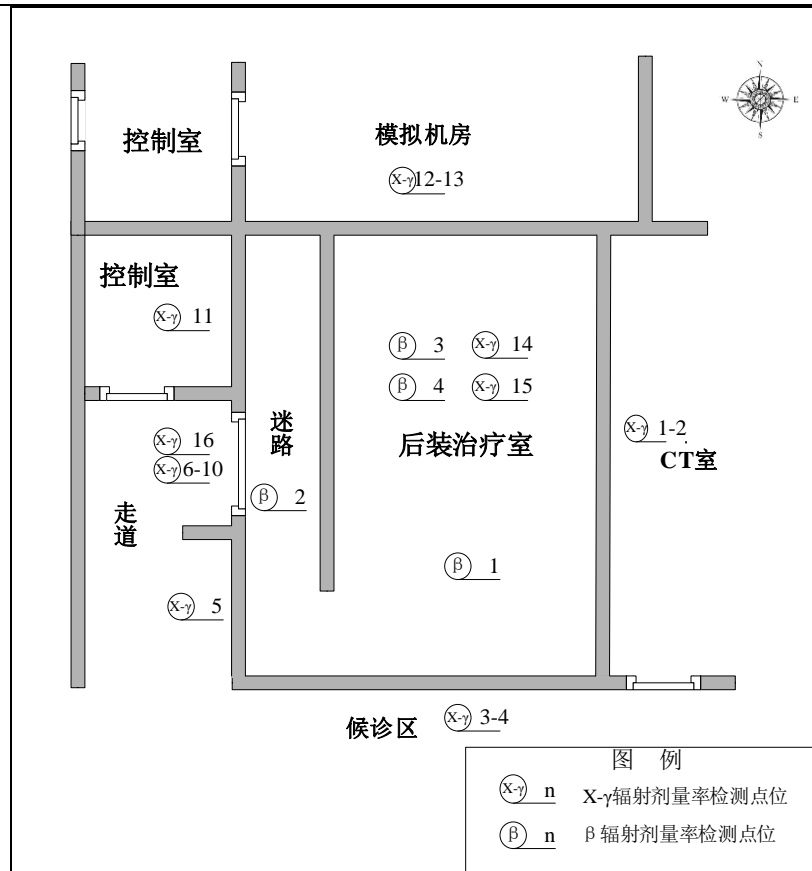 N
W
E
S
控制室
模拟机房
X-γ 12-13
控制室
X-γ 11
β 3
X-γ 14
β 4
X-γ 15
迷路
后装治疗室
X-γ 1-2
CT室
X-γ 16
X-γ 6-10
β 2
走道
β 1
X-γ 5
候诊区
X-γ 3-4
图 例
X-γ n X-γ辐射剂量率检测点位
β n β辐射剂量率检测点位